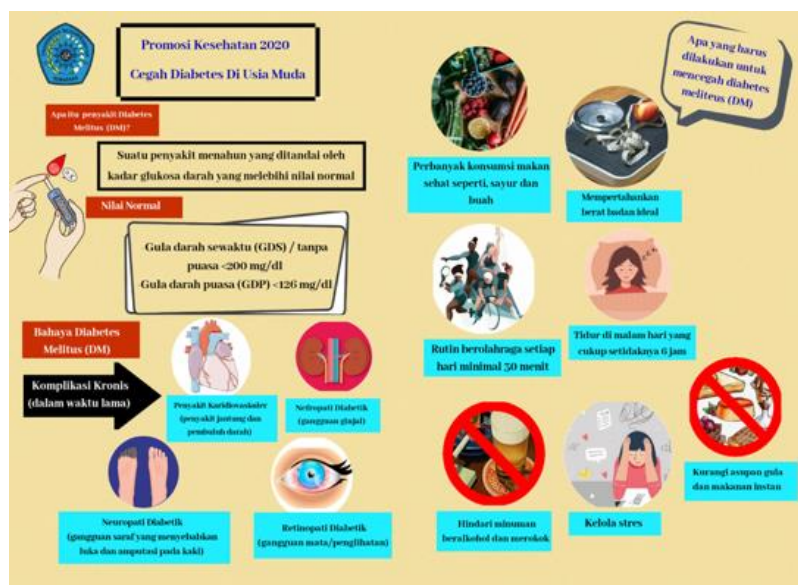 Promosi Kesehatan 2020
Cegah Diabetes Di Usia Muda
Apa itu penyakit Diabetes
Melitus (DM)?
Suatu penyakit menahun yang ditandai oleh
kadar glukosa darah yang melebihi nilai normal
Nilai Normal
Gula darah sewaktu (GDS) / tanpa
puasa <200 mg/dl
Gula darah puasa (GDP) <126 mg/dl
Bahaya Diabetes
Melitus (DM)
Komplikasi Kronis
(dalam waktu lama)
Penyakit Karidiovaskuler
(penyakit jantung dan
pembuluh darah)
Nefropati Diabetik
(gangguan ginjal)
Neuropati Diabetik
(gangguan saraf yang menyebabkan
luka dan amputasi pada kaki)
Retinopati Diabetik
(gangguan mata/penglihatan)
Apa yang harus
dilakukan untuk
mencegah diabetes
meliteus (DM)
Perbanyak konsumsi makan
sehat seperti, sayur dan
buah
Mempertahankan
berat badan ideal
Rutin berolahraga setiap
hari minimal 30 menit
Tidur di malam hari yang
cukup setidaknya 6 jam
Hindari minuman
beralkohol dan merokok
Kelola stres
Kurangi asupan gula
dan makanan instan